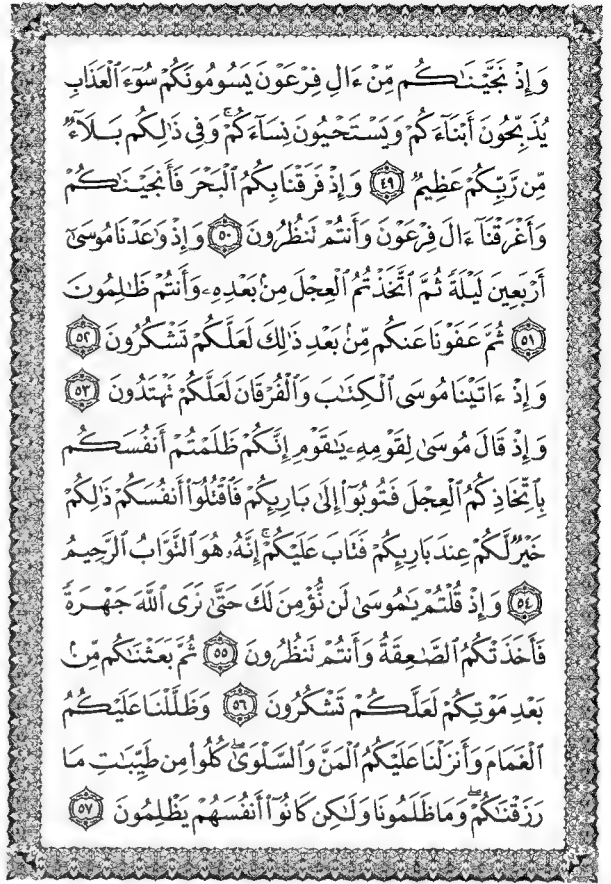 وَإِذْ نَجَّيْنَـٰكُم مِّنْ ءَالِ فِرْعَوْنَ يَسُومُونَكُمْ سُوٓءَ ٱلْعَذَابِ
يُذَبِّحُونَ أَبْنَآءَكُمْ وَيَسْتَحْيُونَ نِسَآءَكُمْ ۚ وَفِى ذَٰلِكُم بَلَآءٌ
مِّن رَّبِّكُمْ عَظِيمٌ ٤٩ وَإِذْ فَرَقْنَا بِكُمُ ٱلْبَحْرَ فَأَنجَيْنَـٰكُمْ
وَأَغْرَقْنَآ ءَالَ فِرْعَوْنَ وَأَنتُمْ تَنظُرُونَ ٥٠ وَإِذْ وَٰعَدْنَا مُوسَىٰٓ
أَرْبَعِينَ لَيْلَةً ثُمَّ ٱتَّخَذْتُمُ ٱلْعِجْلَ مِنۢ بَعْدِهِۦ وَأَنتُمْ ظَـٰلِمُونَ
٥١ ثُمَّ عَفَوْنَا عَنكُم مِّنۢ بَعْدِ ذَٰلِكَ لَعَلَّكُمْ تَشْكُرُونَ ٥٢
وَإِذْ ءَاتَيْنَا مُوسَى ٱلْكِتَـٰبَ وَٱلْفُرْقَانَ لَعَلَّكُمْ تَهْتَدُونَ ٥٣
وَإِذْ قَالَ مُوسَىٰ لِقَوْمِهِۦ يَـٰقَوْمِ إِنَّكُمْ ظَلَمْتُمْ أَنفُسَكُم
بِٱتِّخَاذِكُمُ ٱلْعِجْلَ فَتُوبُوٓا۟ إِلَىٰ بَارِئِكُمْ فَٱقْتُلُوٓا۟ أَنفُسَكُمْ ذَٰلِكُمْ
خَيْرٌ لَّكُمْ عِندَ بَارِئِكُمْ فَتَابَ عَلَيْكُمْ ۚ إِنَّهُۥ هُوَ ٱلتَّوَّابُ ٱلرَّحِيمُ
٥٤ وَإِذْ قُلْتُمْ يَـٰمُوسَىٰ لَن نُّؤْمِنَ لَكَ حَتَّىٰ نَرَى ٱللَّهَ جَهْرَةً
فَأَخَذَتْكُمُ ٱلصَّـٰعِقَةُ وَأَنتُمْ تَنظُرُونَ ٥٥ ثُمَّ بَعَثْنَـٰكُم مِّنۢ
بَعْدِ مَوْتِكُمْ لَعَلَّكُمْ تَشْكُرُونَ ٥٦ وَظَلَّلْنَا عَلَيْكُمُ
ٱلْغَمَامَ وَأَنزَلْنَا عَلَيْكُمُ ٱلْمَنَّ وَٱلسَّلْوَىٰ ۖ كُلُوا۟ مِن طَيِّبَـٰتِ مَا
رَزَقْنَـٰكُمْ ۖ وَمَا ظَلَمُونَا وَلَـٰكِن كَانُوٓا۟ أَنفُسَهُمْ يَظْلِمُونَ ٥٧